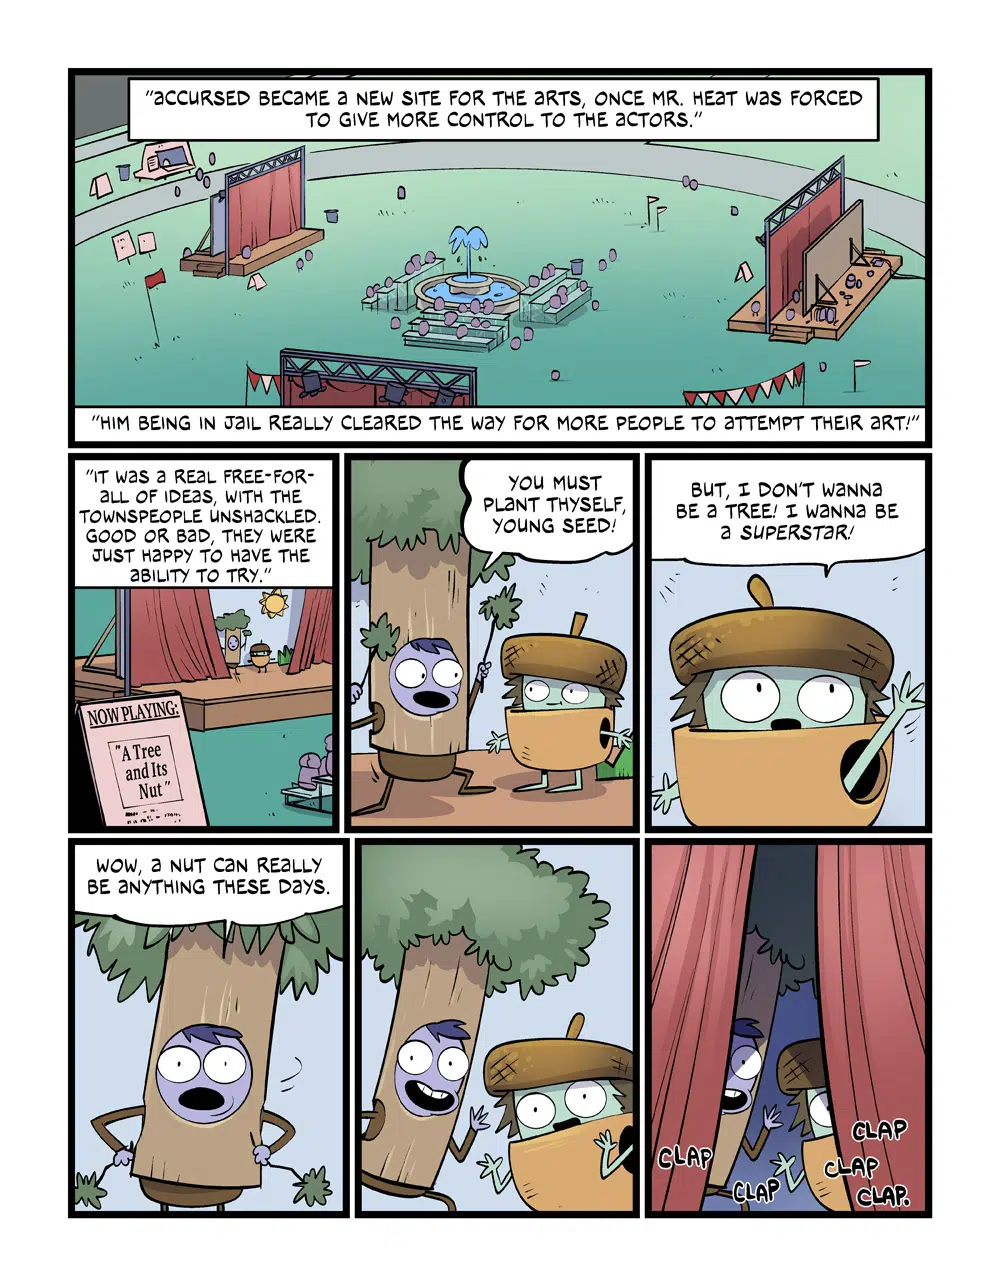 "ACCURSED BECAME A NEW SITE FOR THE ARTS, ONCE MR. HEAT WAS FORCED
TO GIVE MORE CONTROL TO THE ACTORS."
"HIM BEING IN JAIL REALLY CLEARED THE WAY FOR MORE PEOPLE TO ATTEMPT THEIR ART!"
"IT WAS A REAL FREE-FOR-
ALL OF IDEAS, WITH THE
TOWNSPEOPLE UNSHACKLED.
GOOD OR BAD, THEY WERE
JUST HAPPY TO HAVE THE
ABILITY TO TRY."
NOW PLAYING:
"A Tree
and Its
Nut"
YOU MUST
PLANT THYSELF,
YOUNG SEED!
BUT, I DON'T WANNA
BE A TREE! I WANNA BE
A SUPERSTAR!
WOW, A NUT CAN REALLY
BE ANYTHING THESE DAYS.
CLAP
CLAP
CLAP
CLAP
CLAP.